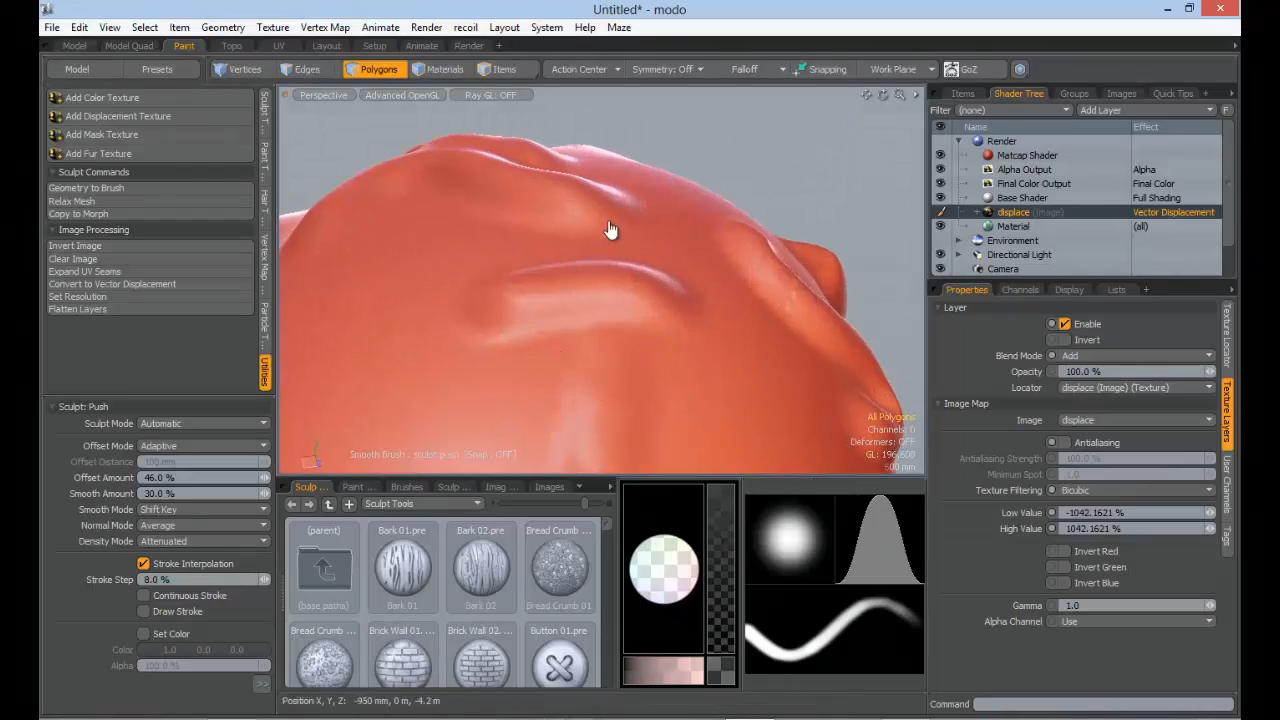 Untitled* - modo
File Edit View Select Item Geometry Texture Vertex Map Animate Render recoil Layout System Help Maze
Model Model Quad Paint Topo UV Layout Setup Animate Render +
Model Presets Vertices Edges Polygons Materials Items Action Center Symmetry: Off Falloff Snapping Work Plane GoZ
Add Color Texture
Add Displacement Texture
Add Mask Texture
Add Fur Texture
Sculpt Commands
Geometry to Brush
Relax Mesh
Copy to Morph
Image Processing
Invert Image
Clear Image
Expand UV Seams
Convert to Vector Displacement
Set Resolution
Flatten Layers
Sculpt T...
Paint T...
Hair T...
Vertex Map ...
Particle T...
Utilities
Sculpt: Push
Sculpt Mode Automatic
Offset Mode Adaptive
Offset Distance 100 mm
Offset Amount 46.0 %
Smooth Amount 30.0 %
Smooth Mode Shift Key
Normal Mode Average
Density Mode Attenuated
Stroke Interpolation
Stroke Step 8.0 %
Continuous Stroke
Draw Stroke
Set Color
Color 1.0 0.0 0.0
Alpha 100.0 %
>>
Perspective Advanced OpenGL Ray GL: OFF
All Polygons
Channels: 0
Deformers: OFF
GL: 196,608
500 mm
Smooth Brush , sculpt.push [Snap : OFF]
Sculp ... Paint ... Brushes Sculp ... Imag ... Images
Sculpt Tools
(parent) Bark 01.pre Bark 02.pre Bread Crumb ...
(base paths) Bark 01 Bark 02 Bread Crumb 01
Bread Crumb ... Brick Wall 01. ... Brick Wall 02. ... Button 01.pre
Position X, Y, Z: -950 mm, 0 m, -4.2 m
Items Shader Tree Groups Images Quick Tips +
Filter (none) Add Layer F
Name Effect
Render
Matcap Shader
Alpha Output Alpha
Final Color Output Final Color
Base Shader Full Shading
displace (Image) Vector Displacement
Material (all)
Environment
Directional Light
Camera
Properties Channels Display Lists +
Layer
Enable
Invert
Blend Mode Add
Opacity 100.0 %
Locator displace (Image) (Texture)
Image Map
Image displace
Antialiasing
Antialiasing Strength 100.0 %
Minimum Spot 1.0
Texture Filtering Bicubic
Low Value -1042.1621 %
High Value 1042.1621 %
Invert Red
Invert Green
Invert Blue
Gamma 1.0
Alpha Channel Use
Texture Locator
Texture Layers
User Channels
Tags
Command